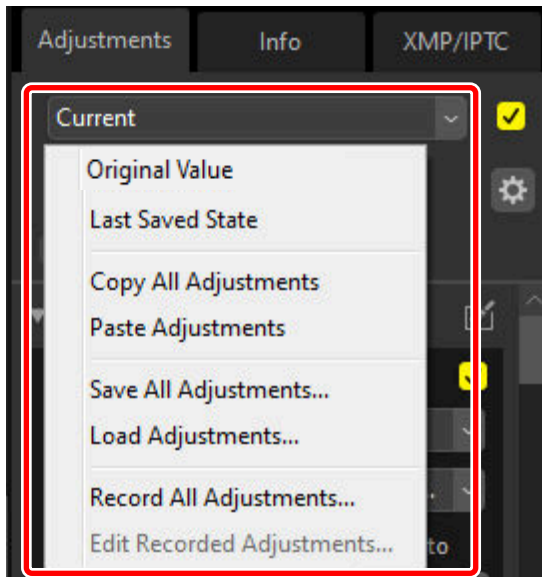 Adjustments Info XMP/IPTC
Current
Original Value
Last Saved State
Copy All Adjustments
Paste Adjustments
Save All Adjustments...
Load Adjustments...
Record All Adjustments...
Edit Recorded Adjustments... to